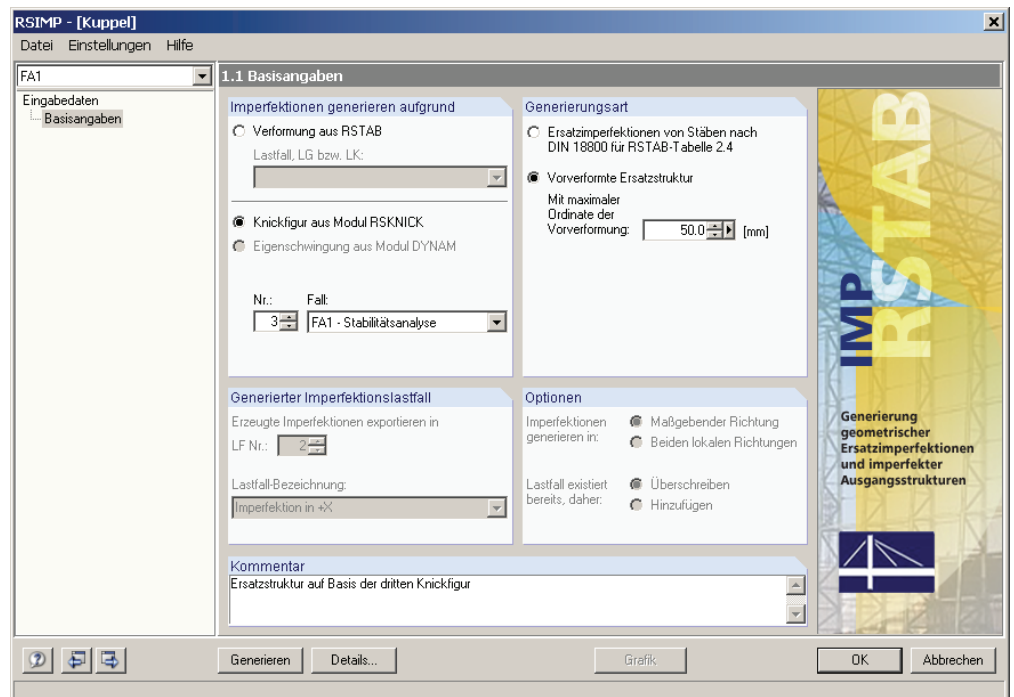 RSIMP - [Kuppel]
Datei Einstellungen Hilfe
FA1
1.1 Basisangaben
Eingabedaten
Basisangaben
Imperfektionen generieren aufgrund
Verformung aus RSTAB
Lastfall, LG bzw. LK:
Knickfigur aus Modul RSKNICK
Eigenschwingung aus Modul DYNAM
Nr.: Fall:
3 FA1 - Stabilitätsanalyse
Generierungsart
Ersatzimperfektionen von Stäben nach
DIN 18800 für RSTAB-Tabelle 2.4
Vorverformte Ersatzstruktur
Mit maximaler
Ordinate der
Vorverformung: 50.0 [mm]
Generierter Imperfektionslastfall
Erzeugte Imperfektionen exportieren in
LF Nr.: 2
Lastfall-Bezeichnung:
Imperfektion in +X
Optionen
Imperfektionen
generieren in:
Maßgebender Richtung
Beiden lokalen Richtungen
Lastfall existiert
bereits, daher:
Überschreiben
Hinzufügen
Kommentar
Ersatzstruktur auf Basis der dritten Knickfigur
RSTAB
IMP
Generierung
geometrischer
Ersatzimperfektionen
und imperfekter
Ausgangsstrukturen
Generieren Details... Grafik OK Abbrechen